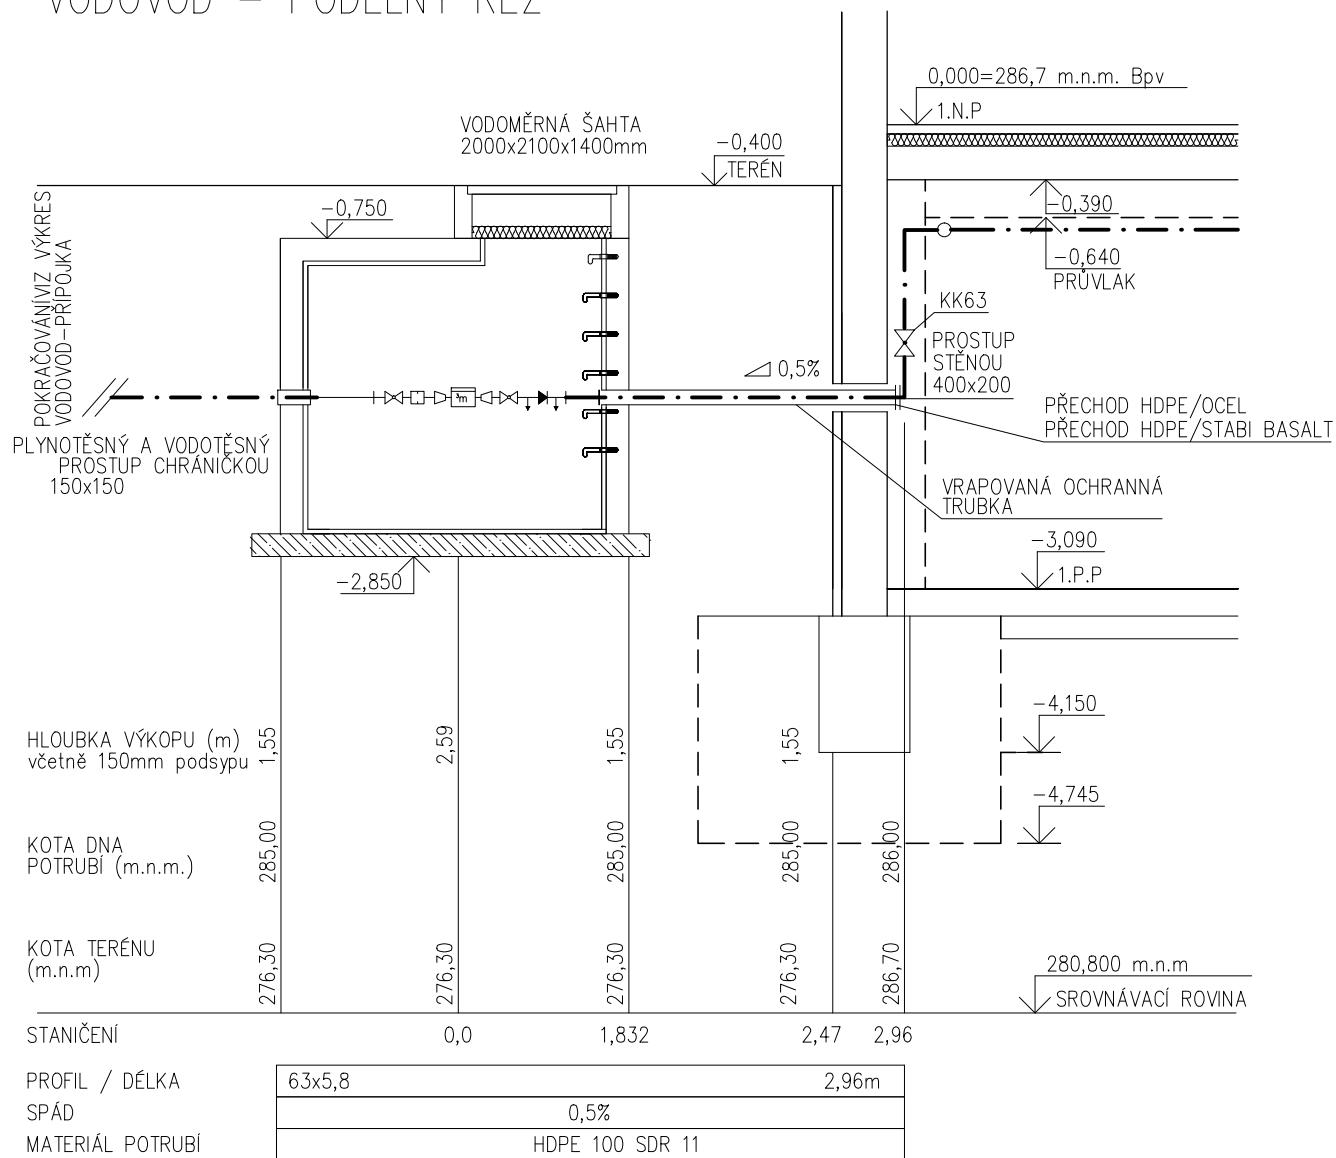 VODOVOD - PODÉLNÝ ŘEZ
0,000=286,7 m.n.m. Bpv
1.N.P
VODOMĚRNÁ ŠAHTA
2000x2100x1400mm
-0,400
TERÉN
POKRAČOVÁNÍVIZ VÝKRES
VODOVOD-PŘÍPOJKA
-0,750
-0,390
-0,640
PRŮVLAK
KK63
PROSTUP
STĚNOU
400x200
0,5%
PŘECHOD HDPE/OCEL
PŘECHOD HDPE/STABI BASALT
PLYNOTĚSNÝ A VODOTĚSNÝ
PROSTUP CHRÁNIČKOU
150x150
VRAPOVANÁ OCHRANNÁ
TRUBKA
-3,090
1.P.P
-2,850
-4,150
-4,745
HLOUBKA VÝKOPU (m)
včetně 150mm podsypu
1,55
2,59
1,55
1,55
KOTA DNA
POTRUBÍ (m.n.m.)
285,00
285,00
285,00
286,00
KOTA TERÉNU
(m.n.m)
276,30
276,30
276,30
276,30
286,70
280,800 m.n.m
SROVNÁVACÍ ROVINA
STANIČENÍ 0,0 1,832 2,47 2,96
PROFIL / DÉLKA 63x5,8 2,96m
SPÁD 0,5%
MATERIÁL POTRUBÍ HDPE 100 SDR 11